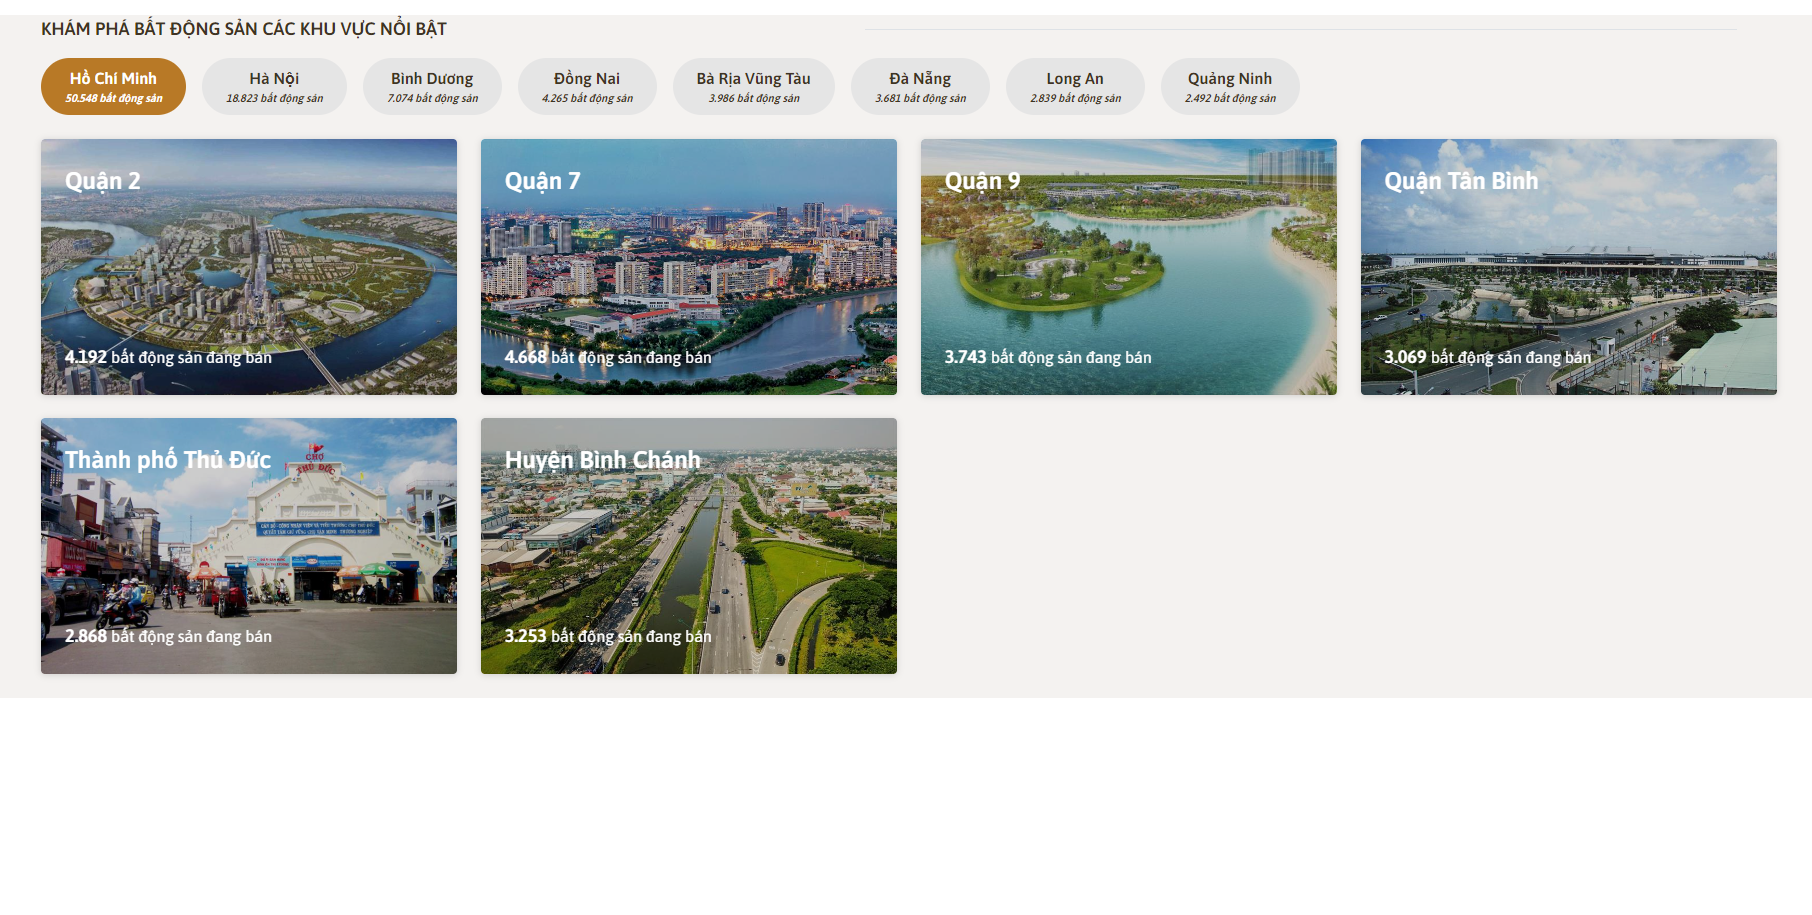 KHÁM PHÁ BẤT ĐỘNG SẢN CÁC KHU VỰC NỔI BẬT
Hồ Chí Minh
50.548 bất động sản
Hà Nội
18.823 bất động sản
Bình Dương
7.074 bất động sản
Đồng Nai
4.265 bất động sản
Bà Rịa Vũng Tàu
3.986 bất động sản
Đà Nẵng
3.681 bất động sản
Long An
2.839 bất động sản
Quảng Ninh
2.492 bất động sản
Quận 2
4.192 bất động sản đang bán
Quận 7
4.668 bất động sản đang bán
Quận 9
3.743 bất động sản đang bán
Quận Tân Bình
3.069 bất động sản đang bán
Thành phố Thủ Đức
CHỢ
THỦ ĐỨC
2.868 bất động sản đang bán
Huyện Bình Chánh
3.253 bất động sản đang bán